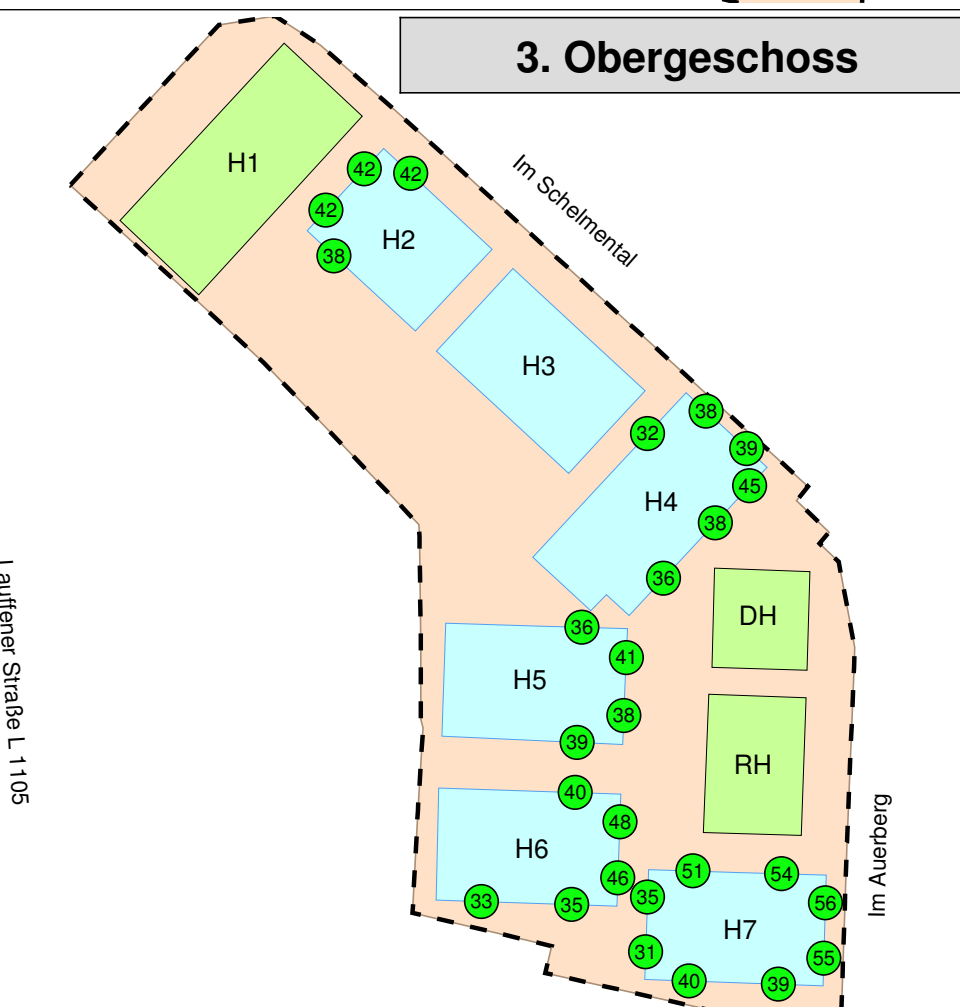 3. Obergeschoss
H1
Im Schelmental
42
42
42
H2
38
H3
38
32
39
45
H4
38
36
DH
36
41
H5
38
39
Lauffener Straße L 1105
RH
40
48
H6
46
33
35
Im Auerberg
51
54
35
56
H7
31
55
40
39